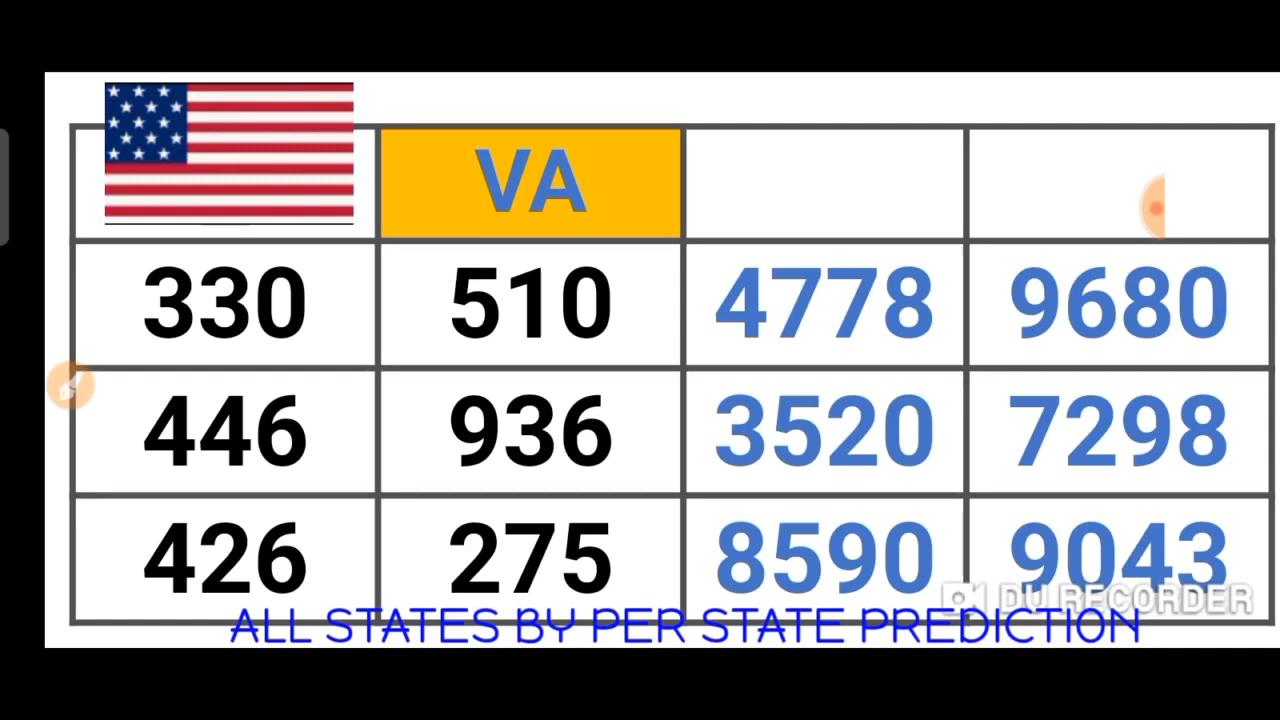 VA
330 510 4778 9680
446 936 3520 7298
426 275 8590 9043
DU RECORDER
ALL STATES BY PER STATE PREDICTION